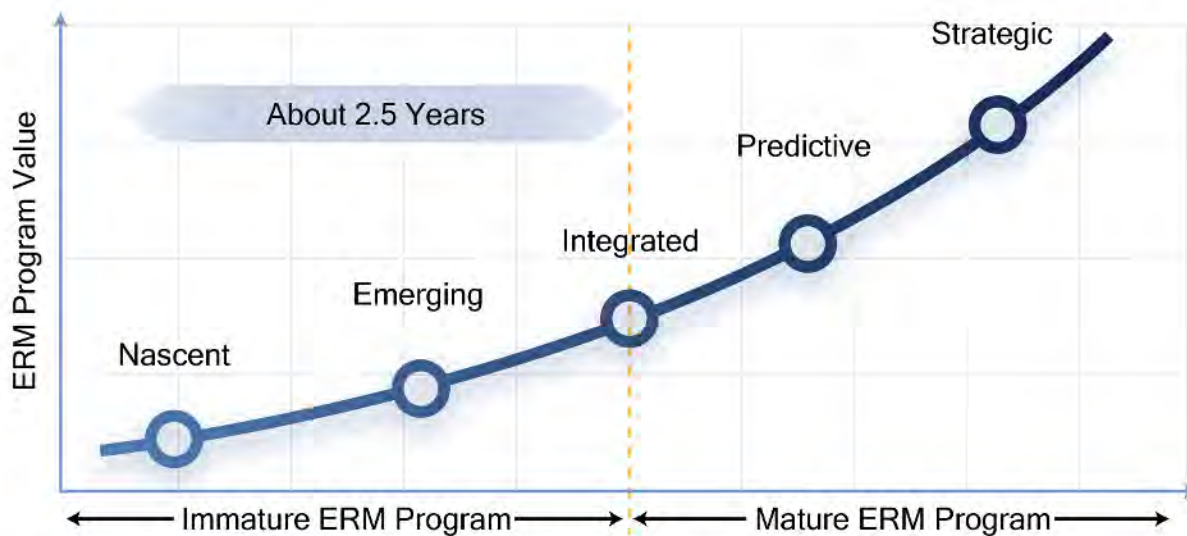 Strategic
About 2.5 Years
Predictive
Integrated
Emerging
Nascent
ERM Program Value
Immature ERM Program
Mature ERM Program